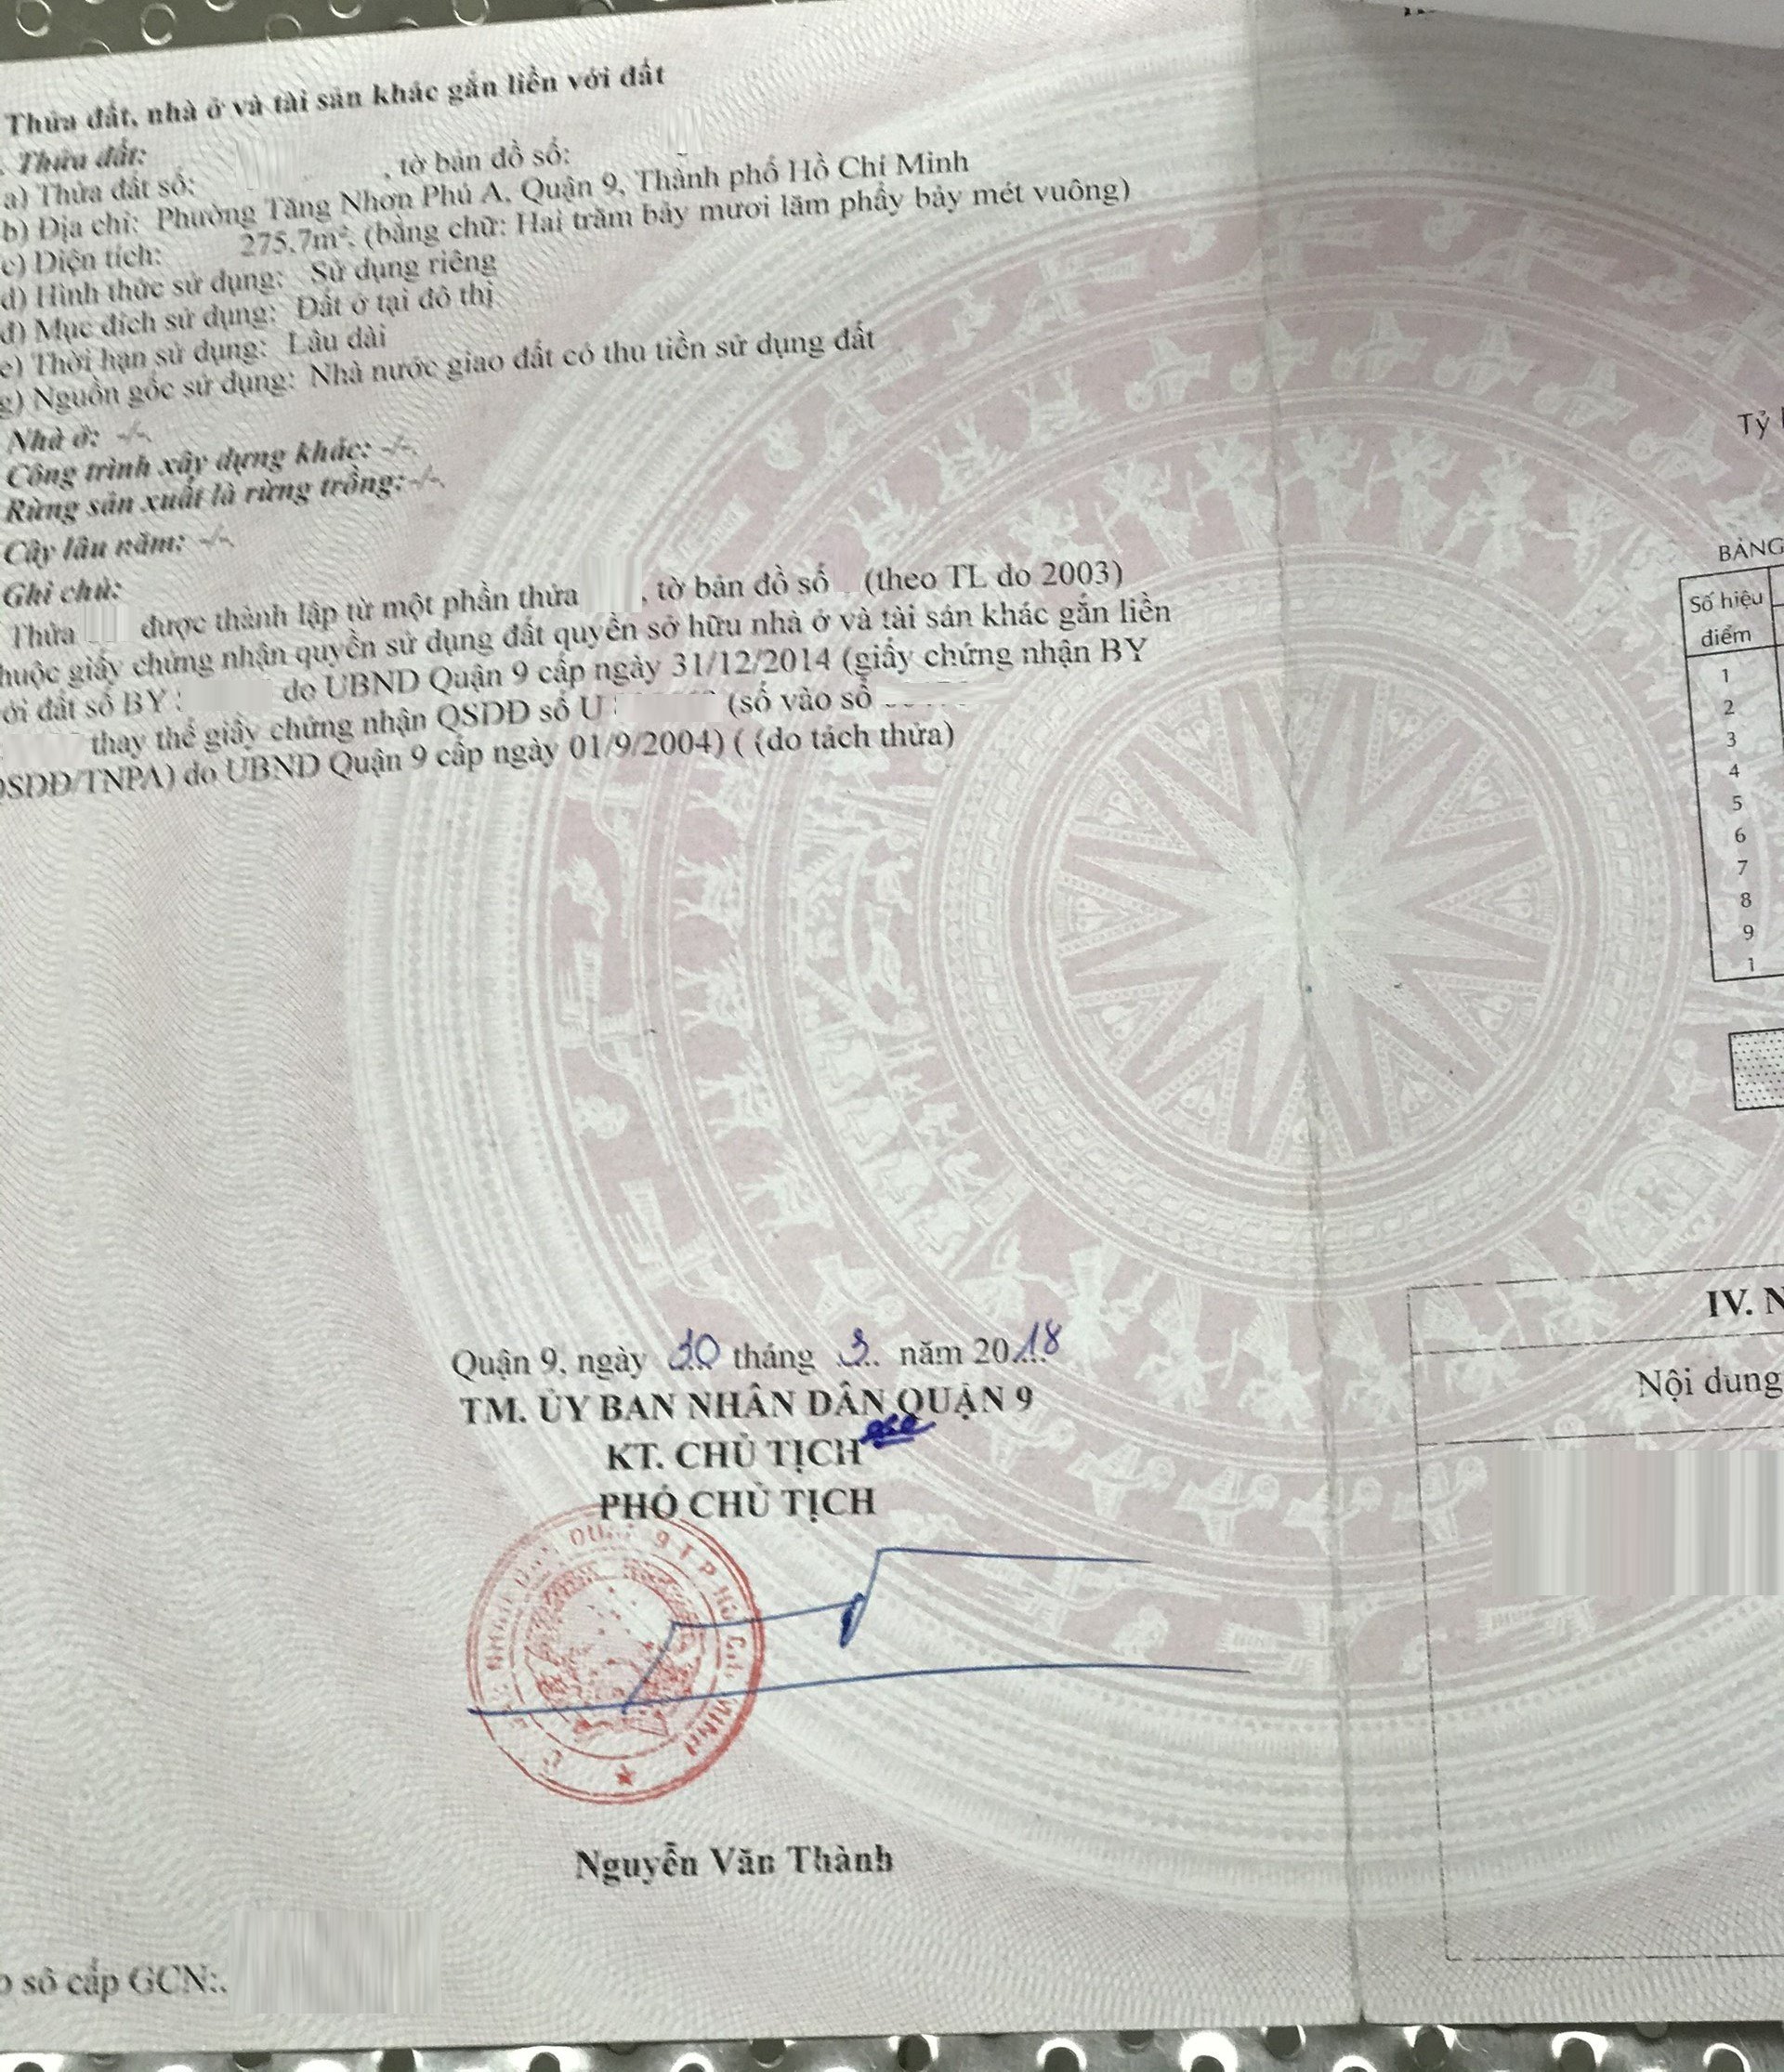 Thửa đất, nhà ở và tài sản khác gắn liền với đất
. Thửa đất:
a) Thửa đất số: , tờ bản đồ số:
b) Địa chỉ: Phường Tăng Nhơn Phú A, Quận 9, Thành phố Hồ Chí Minh
c) Diện tích: 275,7m², (bằng chữ: Hai trăm bảy mươi lăm phẩy bảy mét vuông)
d) Hình thức sử dụng: Sử dụng riêng
đ) Mục đích sử dụng: Đất ở tại đô thị
e) Thời hạn sử dụng: Lâu dài
g) Nguồn gốc sử dụng: Nhà nước giao đất có thu tiền sử dụng đất
Nhà ở: -/-.
Công trình xây dựng khác: -/-.
Rừng sản xuất là rừng trồng: -/-.
Cây lâu năm: -/-.
Ghi chú:
Thửa được thành lập từ một phần thửa , tờ bản đồ số (theo TL đo 2003)
huộc giấy chứng nhận quyền sử dụng đất quyền sở hữu nhà ở và tài sản khác gắn liền
ới đất số BY do UBND Quận 9 cấp ngày 31/12/2014 (giấy chứng nhận BY
thay thế giấy chứng nhận QSDĐ số U (số vào sổ
QSDĐ/TNPA) do UBND Quận 9 cấp ngày 01/9/2004) ( (do tách thửa)
Quận 9, ngày 30 tháng 3 năm 2018
TM. ỦY BAN NHÂN DÂN QUẬN 9
KT. CHỦ TỊCH
PHÓ CHỦ TỊCH
QUẬN 9 T.P HỒ CHÍ MINH
Nguyễn Văn Thành
o sổ cấp GCN:.
Tỷ
BẢNG
Số hiệu
điểm
1
2
3
4
5
6
7
8
9
1
IV. N
Nội dung